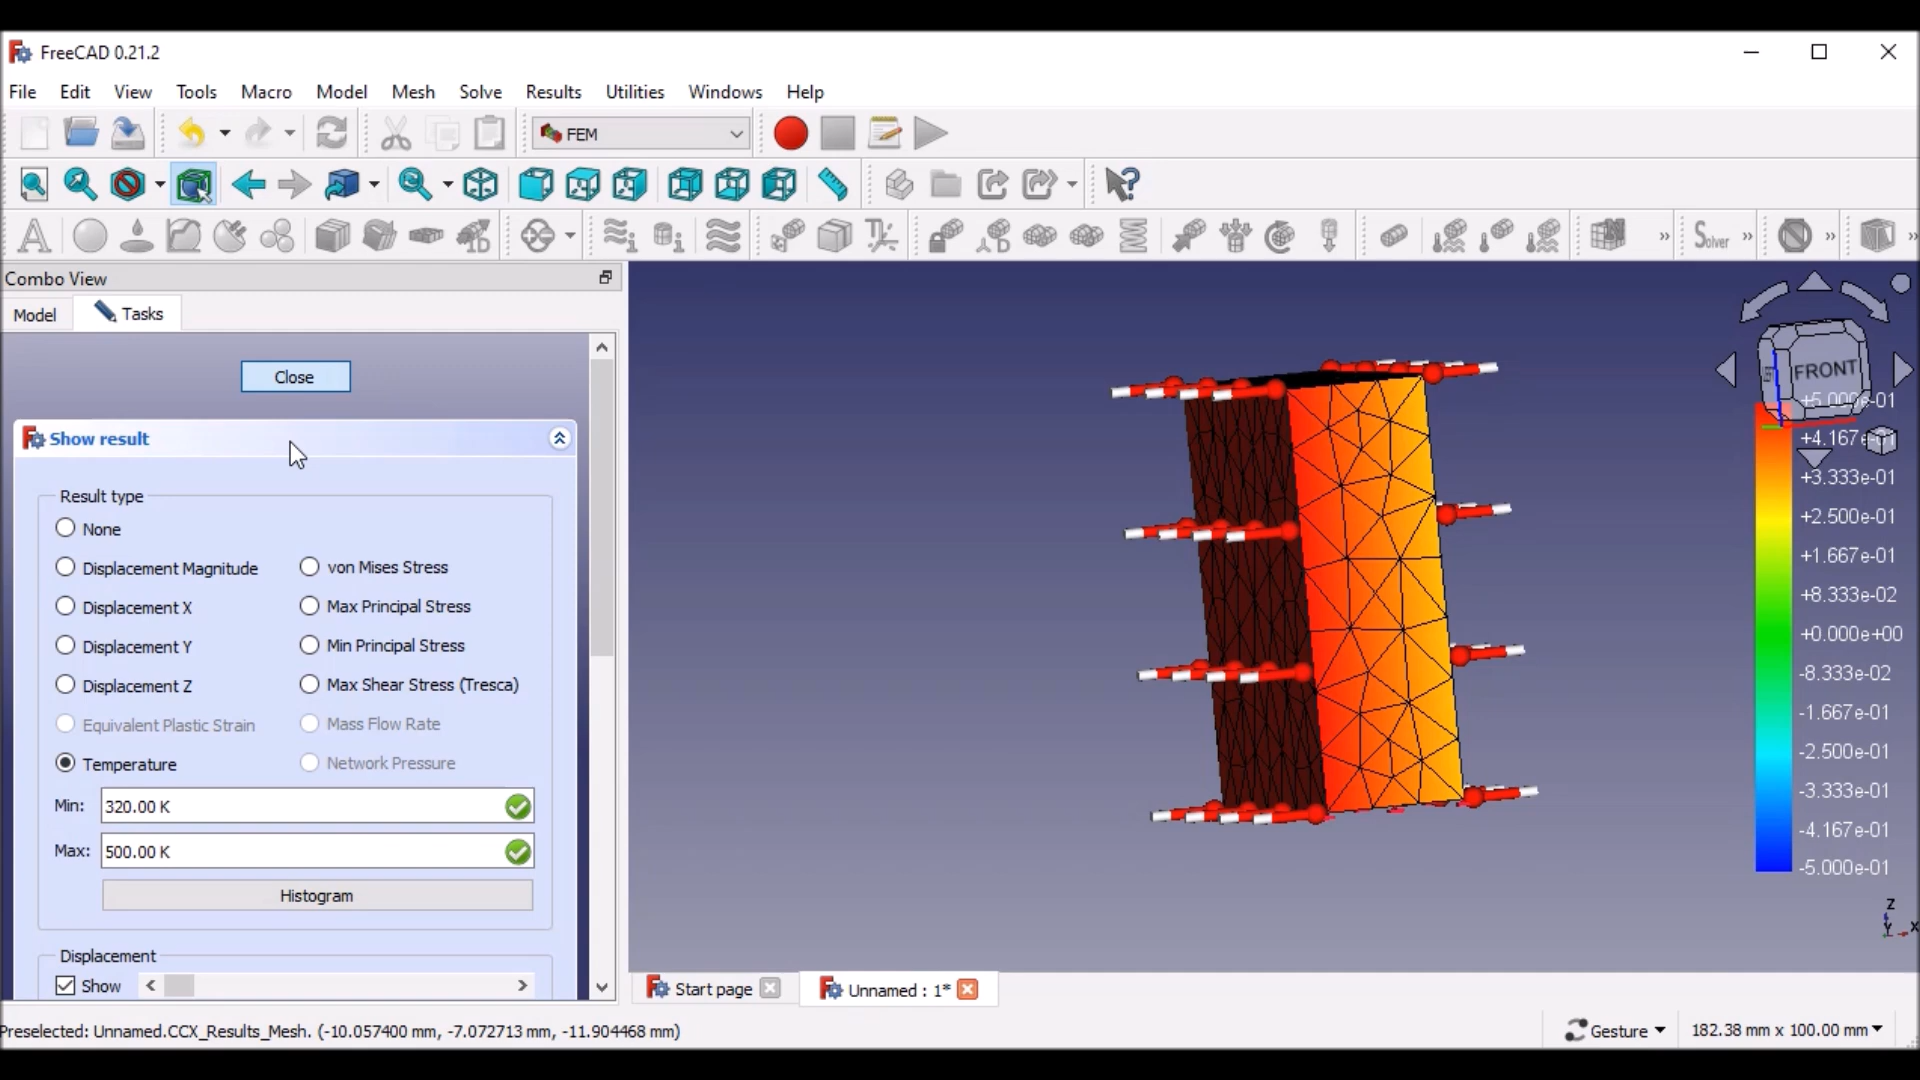 FreeCAD 0.21.2
File Edit View Tools Macro Model Mesh Solve Results Utilities Windows Help
FEM
A
Solver
Combo View
Model Tasks
Close
Show result
Result type
None
Displacement Magnitude von Mises Stress
Displacement X Max Principal Stress
Displacement Y Min Principal Stress
Displacement Z Max Shear Stress (Tresca)
Equivalent Plastic Strain Mass Flow Rate
Temperature Network Pressure
Min: 320.00 K
Max: 500.00 K
Histogram
Displacement
Show
FRONT
+5.000e-01
+4.167e-01
+3.333e-01
+2.500e-01
+1.667e-01
+8.333e-02
+0.000e+00
-8.333e-02
-1.667e-01
-2.500e-01
-3.333e-01
-4.167e-01
-5.000e-01
Z
Y X
Start page Unnamed : 1*
Preselected: Unnamed.CCX_Results_Mesh. (-10.057400 mm, -7.072713 mm, -11.904468 mm)
Gesture 182.38 mm x 100.00 mm